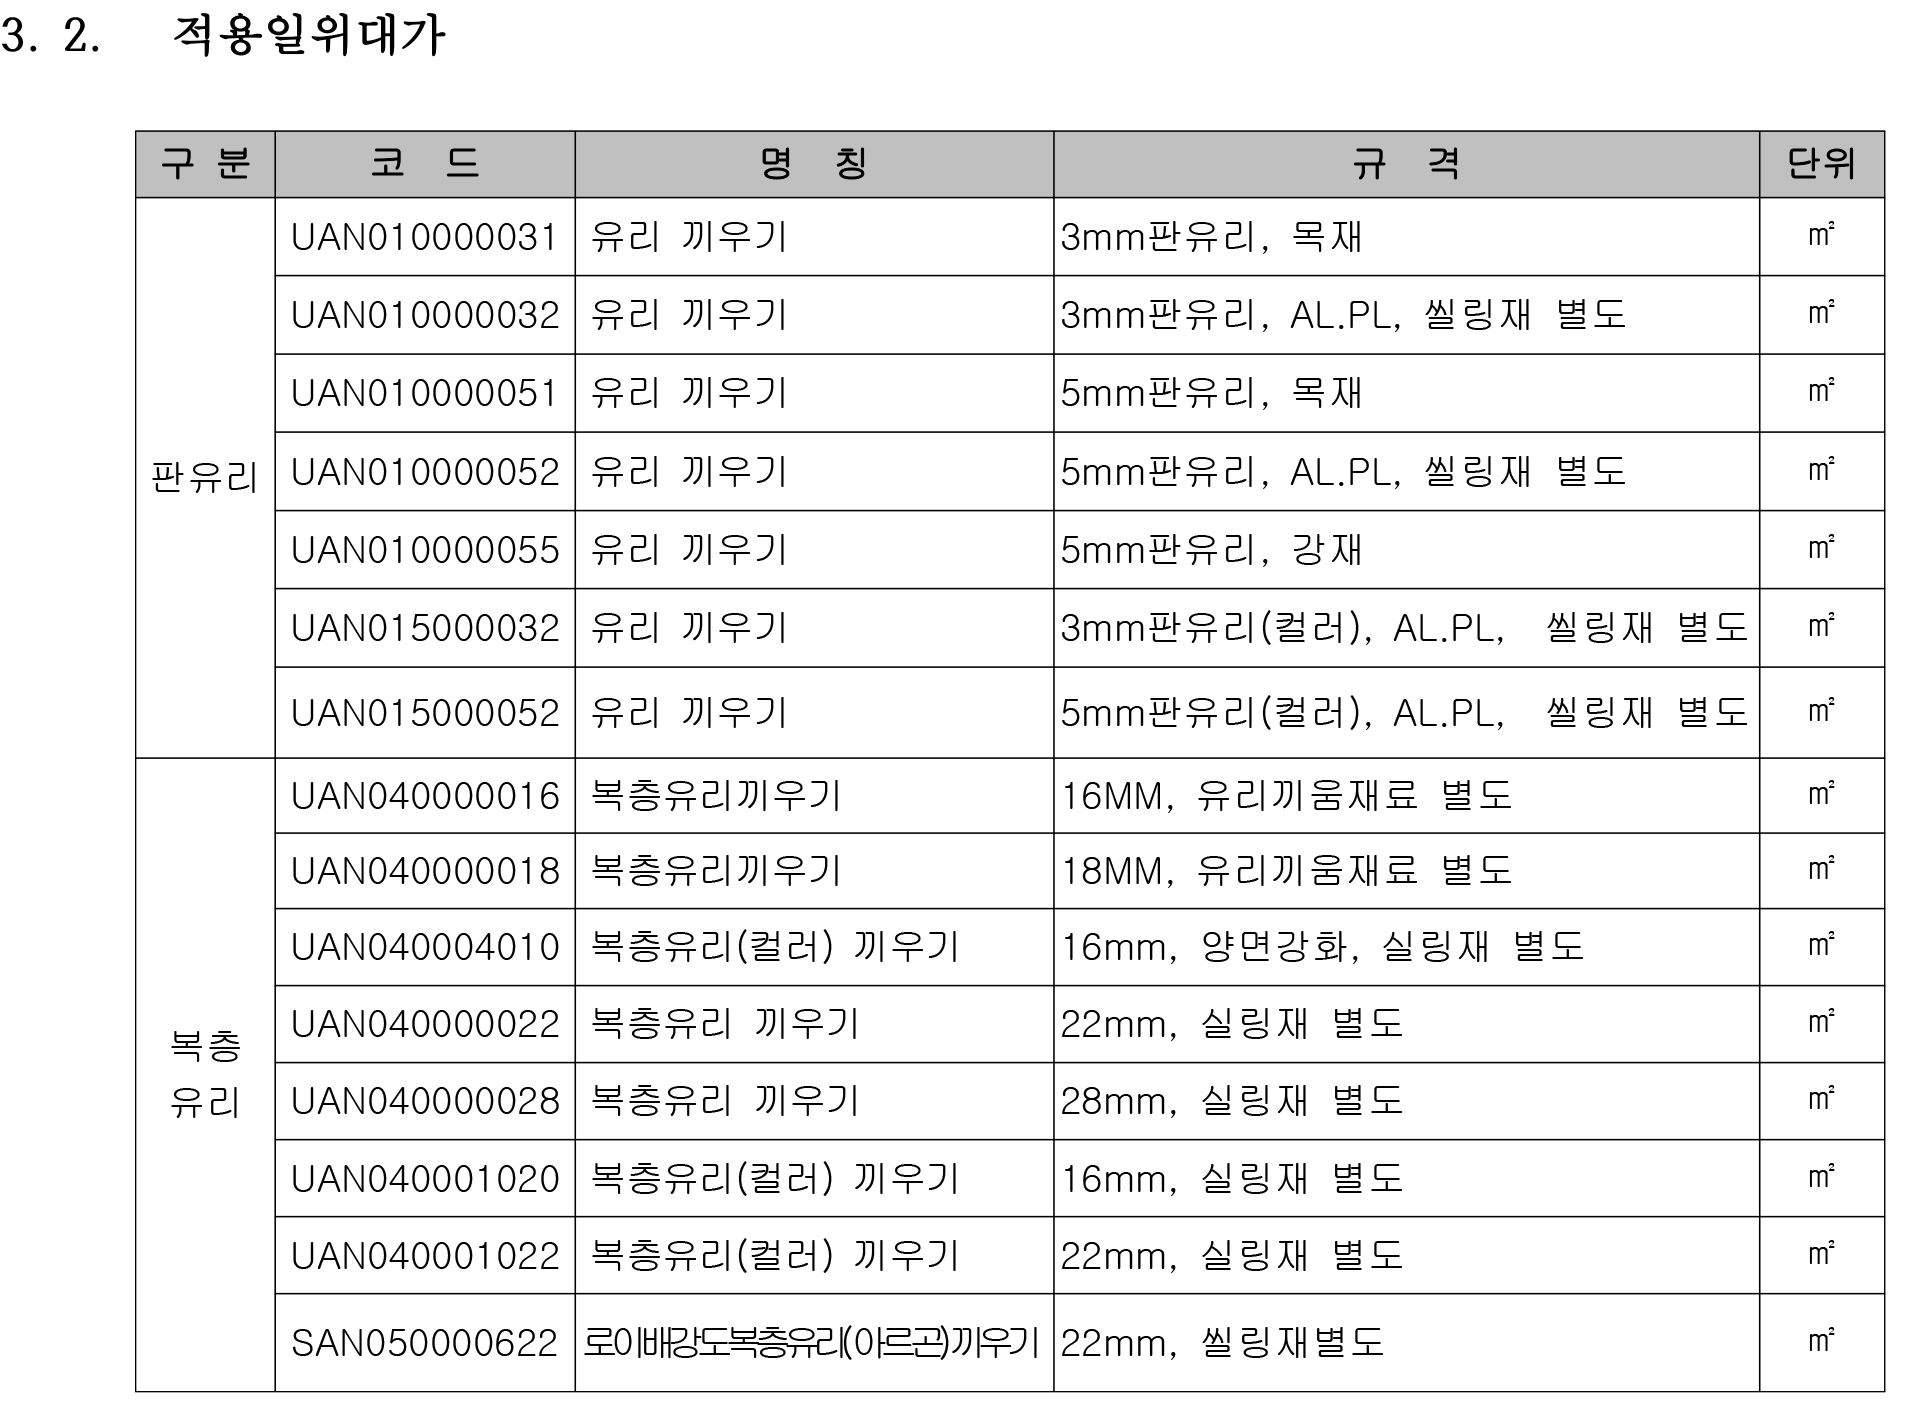 3. 2. 적용일위대가
구 분 코 드 명 칭 규 격 단위
판유리
UAN010000031 유리 끼우기 3mm판유리, 목재 ㎡
UAN010000032 유리 끼우기 3mm판유리, AL.PL, 씰링재 별도 ㎡
UAN010000051 유리 끼우기 5mm판유리, 목재 ㎡
UAN010000052 유리 끼우기 5mm판유리, AL.PL, 씰링재 별도 ㎡
UAN010000055 유리 끼우기 5mm판유리, 강재 ㎡
UAN015000032 유리 끼우기 3mm판유리(컬러), AL.PL, 씰링재 별도 ㎡
UAN015000052 유리 끼우기 5mm판유리(컬러), AL.PL, 씰링재 별도 ㎡
복층
유리
UAN040000016 복층유리끼우기 16MM, 유리끼움재료 별도 ㎡
UAN040000018 복층유리끼우기 18MM, 유리끼움재료 별도 ㎡
UAN040004010 복층유리(컬러) 끼우기 16mm, 양면강화, 실링재 별도 ㎡
UAN040000022 복층유리 끼우기 22mm, 실링재 별도 ㎡
UAN040000028 복층유리 끼우기 28mm, 실링재 별도 ㎡
UAN040001020 복층유리(컬러) 끼우기 16mm, 실링재 별도 ㎡
UAN040001022 복층유리(컬러) 끼우기 22mm, 실링재 별도 ㎡
SAN050000622 로이배강도복층유리(아르곤)끼우기 22mm, 씰링재별도 ㎡